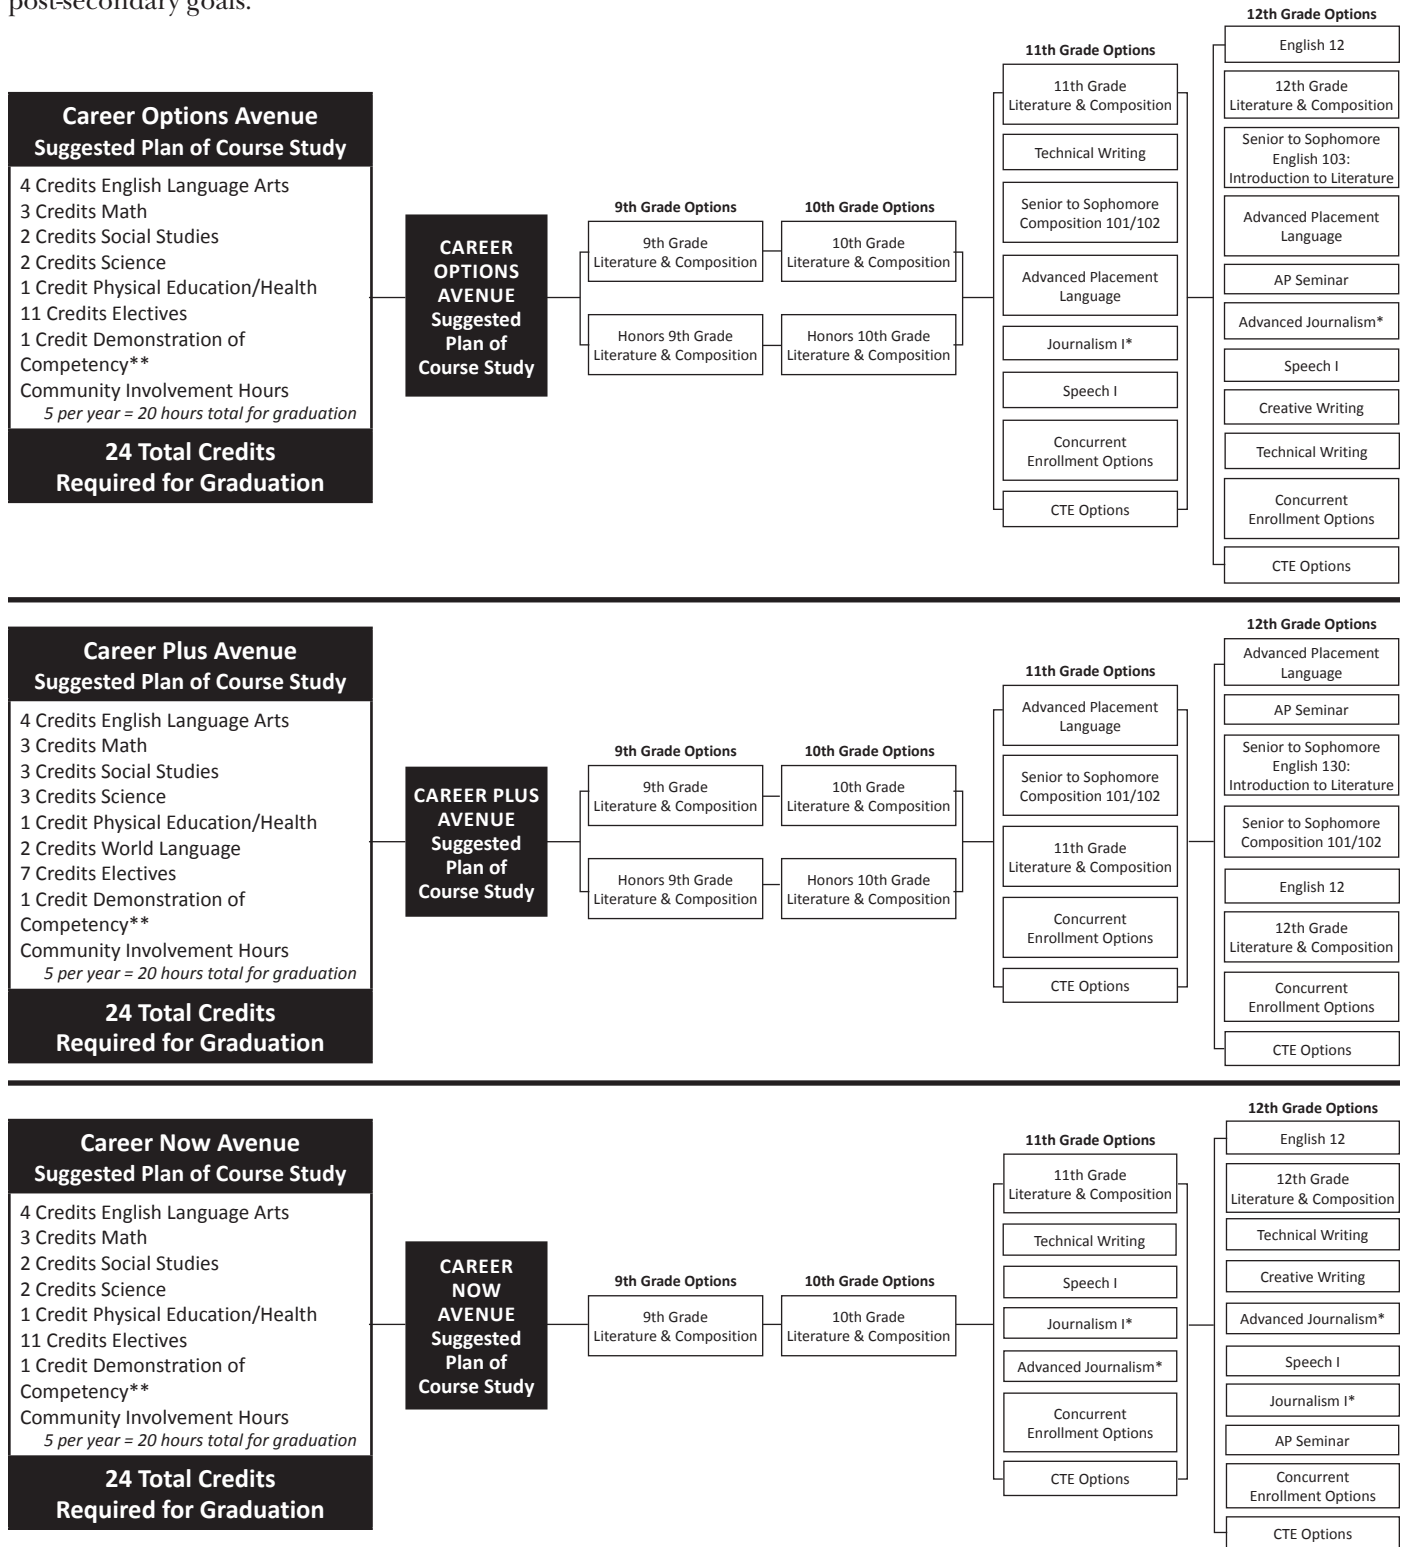 post-secondary goals.
Career Options Avenue
Suggested Plan of Course Study
4 Credits English Language Arts
3 Credits Math
2 Credits Social Studies
2 Credits Science
1 Credit Physical Education/Health
11 Credits Electives
1 Credit Demonstration of
Competency**
Community Involvement Hours
5 per year = 20 hours total for graduation
24 Total Credits
Required for Graduation
CAREER
OPTIONS
AVENUE
Suggested
Plan of
Course Study
9th Grade Options
9th Grade
Literature & Composition
Honors 9th Grade
Literature & Composition
10th Grade Options
10th Grade
Literature & Composition
Honors 10th Grade
Literature & Composition
11th Grade Options
11th Grade
Literature & Composition
Technical Writing
Senior to Sophomore
Composition 101/102
Advanced Placement
Language
Journalism I*
Speech I
Concurrent
Enrollment Options
CTE Options
12th Grade Options
English 12
12th Grade
Literature & Composition
Senior to Sophomore
English 103:
Introduction to Literature
Advanced Placement
Language
AP Seminar
Advanced Journalism*
Speech I
Creative Writing
Technical Writing
Concurrent
Enrollment Options
CTE Options
Career Plus Avenue
Suggested Plan of Course Study
4 Credits English Language Arts
3 Credits Math
3 Credits Social Studies
3 Credits Science
1 Credit Physical Education/Health
2 Credits World Language
7 Credits Electives
1 Credit Demonstration of
Competency**
Community Involvement Hours
5 per year = 20 hours total for graduation
24 Total Credits
Required for Graduation
CAREER PLUS
AVENUE
Suggested
Plan of
Course Study
9th Grade Options
9th Grade
Literature & Composition
Honors 9th Grade
Literature & Composition
10th Grade Options
10th Grade
Literature & Composition
Honors 10th Grade
Literature & Composition
11th Grade Options
Advanced Placement
Language
Senior to Sophomore
Composition 101/102
11th Grade
Literature & Composition
Concurrent
Enrollment Options
CTE Options
12th Grade Options
Advanced Placement
Language
AP Seminar
Senior to Sophomore
English 130:
Introduction to Literature
Senior to Sophomore
Composition 101/102
English 12
12th Grade
Literature & Composition
Concurrent
Enrollment Options
CTE Options
Career Now Avenue
Suggested Plan of Course Study
4 Credits English Language Arts
3 Credits Math
2 Credits Social Studies
2 Credits Science
1 Credit Physical Education/Health
11 Credits Electives
1 Credit Demonstration of
Competency**
Community Involvement Hours
5 per year = 20 hours total for graduation
24 Total Credits
Required for Graduation
CAREER
NOW
AVENUE
Suggested
Plan of
Course Study
9th Grade Options
9th Grade
Literature & Composition
10th Grade Options
10th Grade
Literature & Composition
11th Grade Options
11th Grade
Literature & Composition
Technical Writing
Speech I
Journalism I*
Advanced Journalism*
Concurrent
Enrollment Options
CTE Options
12th Grade Options
English 12
12th Grade
Literature & Composition
Technical Writing
Creative Writing
Advanced Journalism*
Speech I
Journalism I*
AP Seminar
Concurrent
Enrollment Options
CTE Options